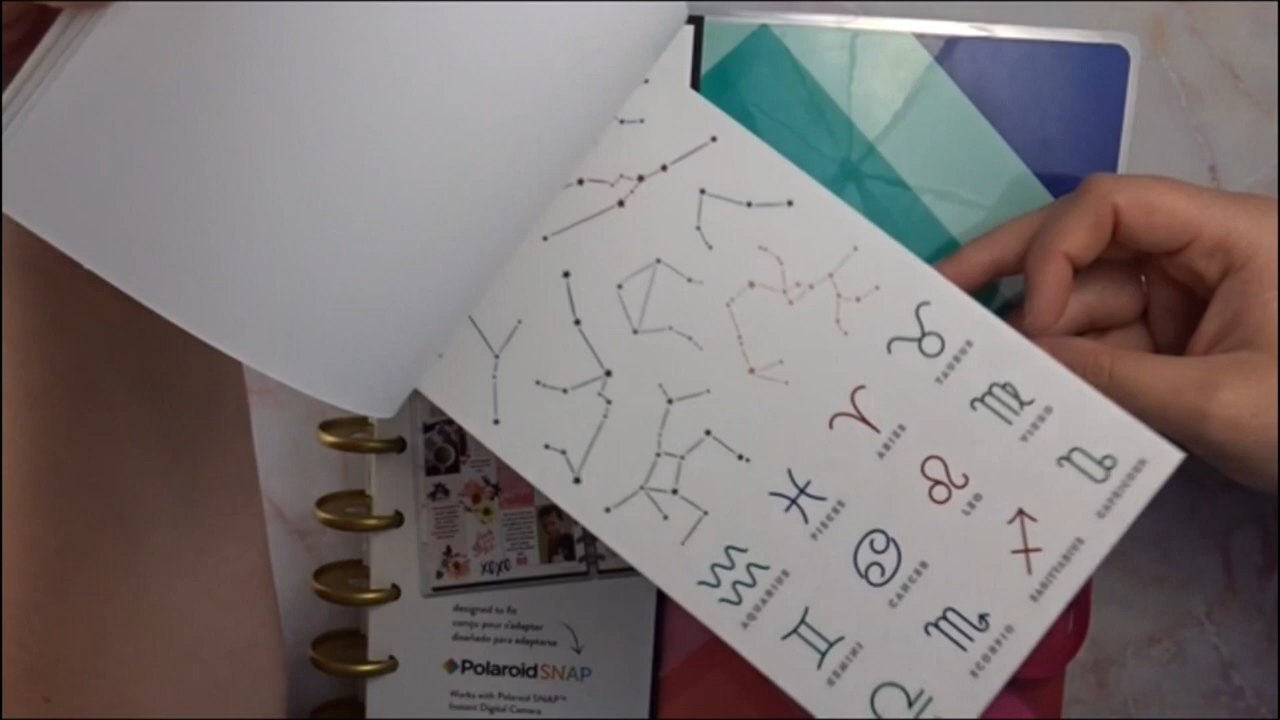 TAURUS
VIRGO
CAPRICORN
ARIES
LEO
SAGITTARIUS
PISCES
CANCER
SCORPIO
AQUARIUS
GEMINI
xoxo
designed to fit
conçu pour s'adapter
diseñado para adaptarse
Polaroid SNAP
Works with Polaroid SNAP™
Instant Digital Camera